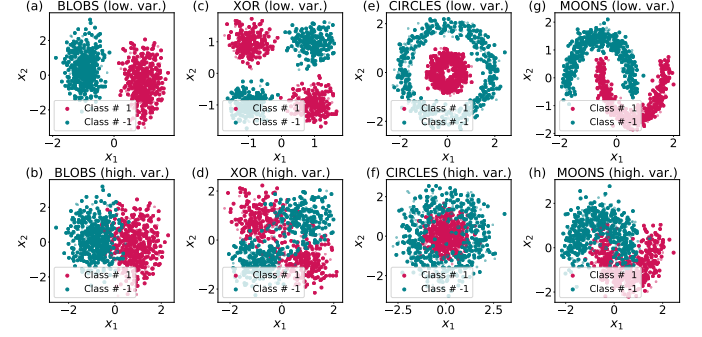 (a) BLOBS (low. var.)
(c) XOR (low. var.)
(e) CIRCLES (low. var.)
(g) MOONS (low. var.)
x₂
2
0
−2
Class # 1
Class # -1
−2
0
x₁
x₂
1
0
−1
Class # 1
Class # -1
−1
0
1
x₁
x₂
2
0
−2
Class # 1
Class # -1
−2
0
2
x₁
x₂
2
1
0
−1
−2
Class # 1
Class # -1
−2
0
2
x₁
(b) BLOBS (high. var.)
(d) XOR (high. var.)
(f) CIRCLES (high. var.)
(h) MOONS (high. var.)
x₂
2
0
−2
Class # 1
Class # -1
−2
0
2
x₁
x₂
2
0
−2
Class # 1
Class # -1
−2
0
2
x₁
x₂
2
0
−2
Class # 1
Class # -1
−2.5
0.0
2.5
x₁
x₂
2
0
−2
Class # 1
Class # -1
−2
0
2
x₁